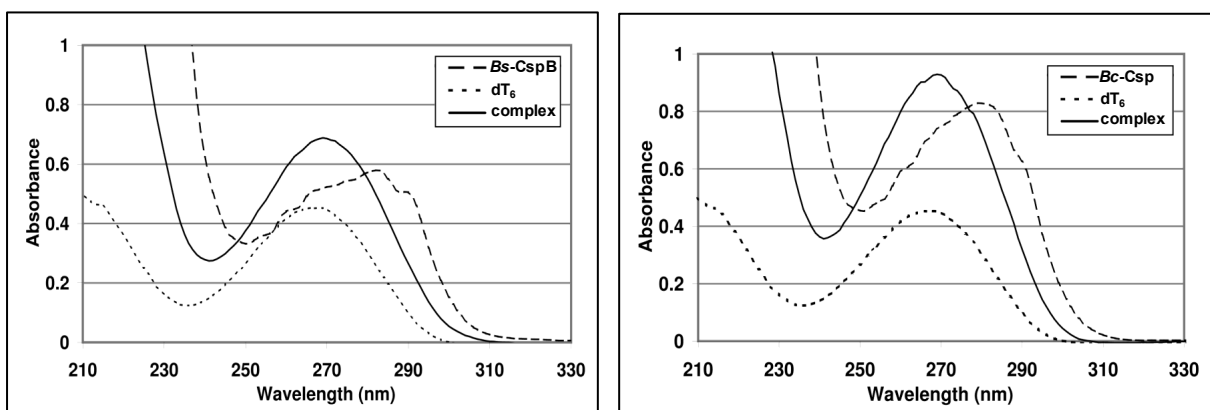 1
0.8
0.6
0.4
0.2
0
Absorbance
210 230 250 270 290 310 330
Wavelength (nm)
Bs-CspB
dT₆
complex
1
0.8
0.6
0.4
0.2
0
Absorbance
210 230 250 270 290 310 330
Wavelength (nm)
Bc-Csp
dT₆
complex